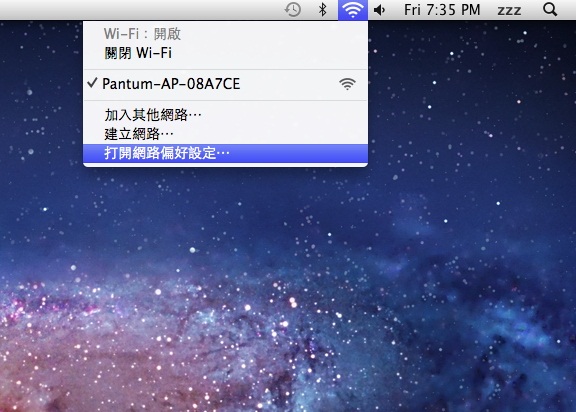 Fri 7:35 PM zzz
Wi-Fi：開啟
關閉 Wi-Fi
Pantum-AP-08A7CE
加入其他網路⋯
建立網路⋯
打開網路偏好設定⋯